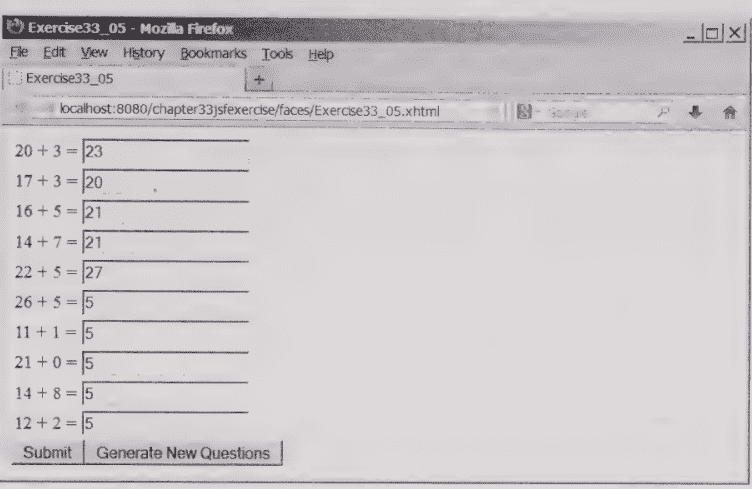 Exercise33_05 - Mozilla Firefox
File Edit View History Bookmarks Tools Help
Exercise33_05 +
localhost:8080/chapter33jsfexercise/faces/Exercise33_05.xhtml
20 + 3 = 23
17 + 3 = 20
16 + 5 = 21
14 + 7 = 21
22 + 5 = 27
26 + 5 = 5
11 + 1 = 5
21 + 0 = 5
14 + 8 = 5
12 + 2 = 5
Submit Generate New Questions